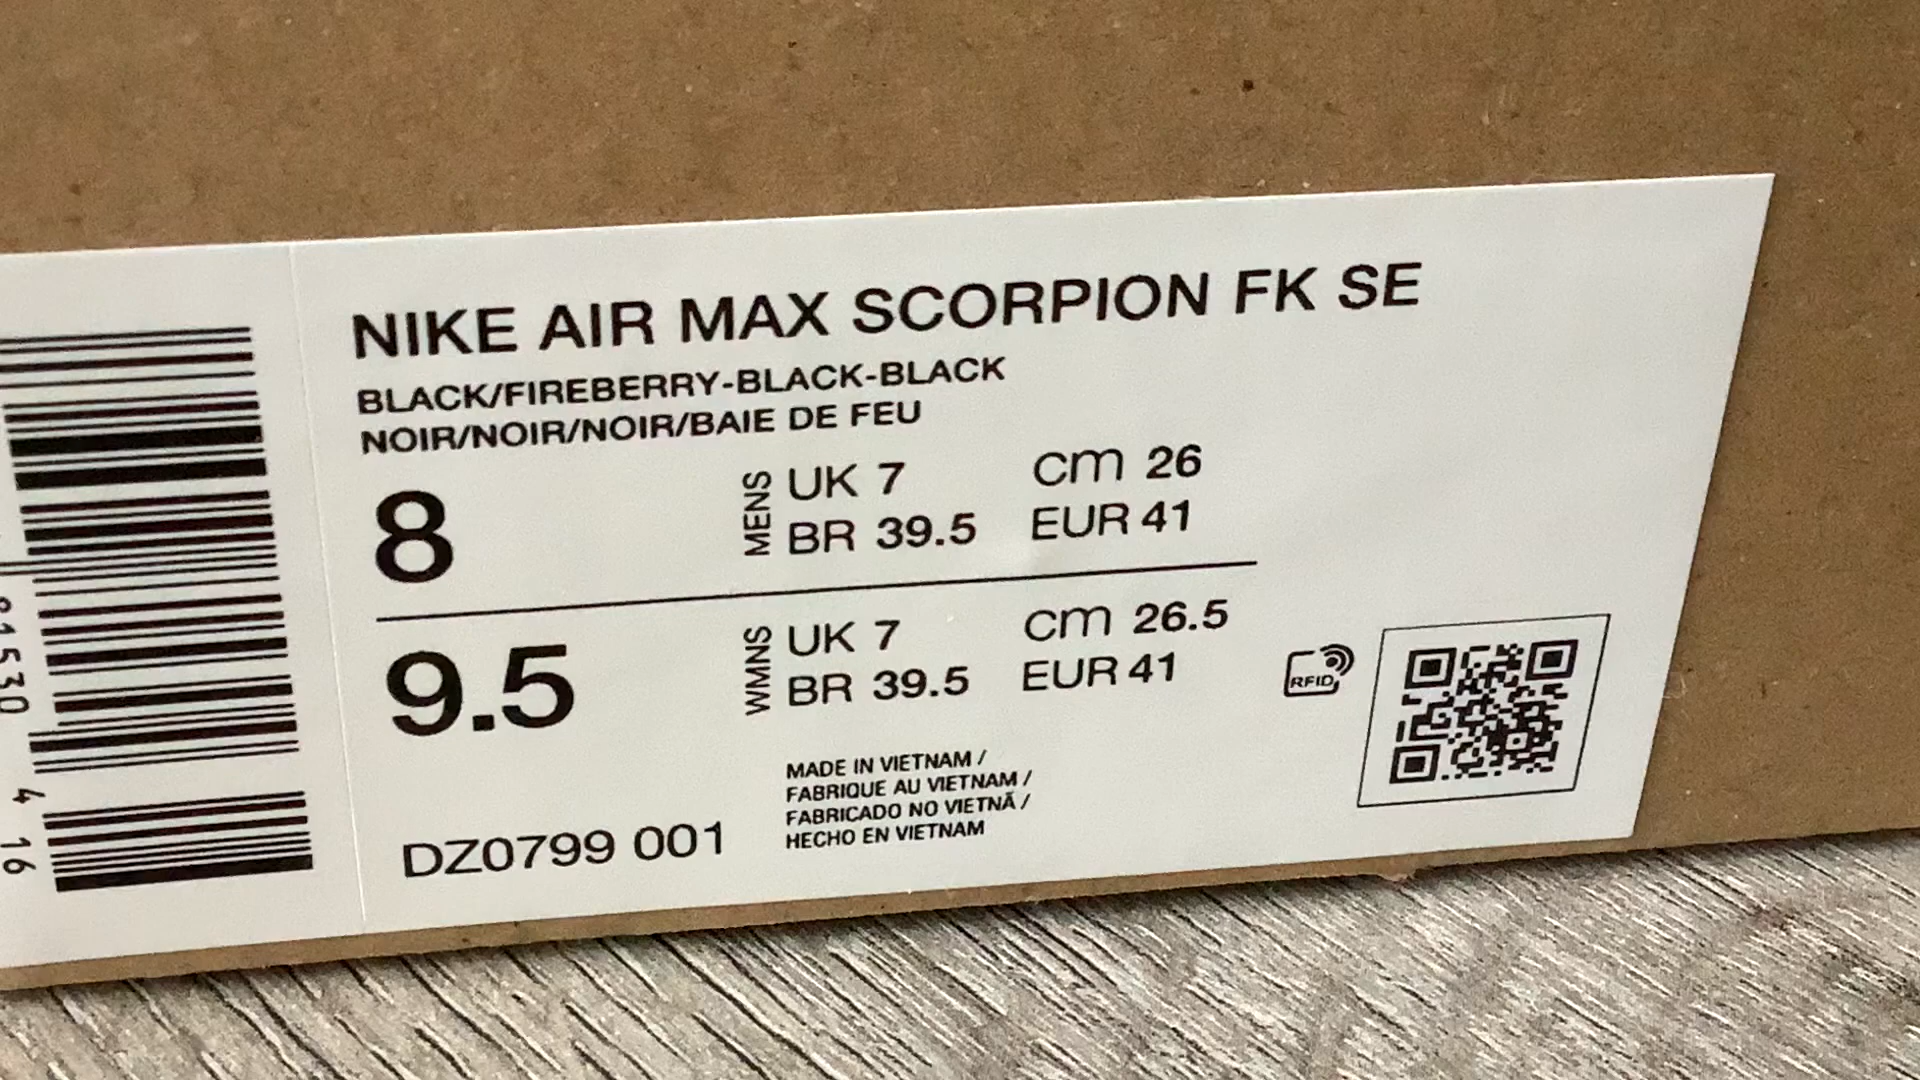 NIKE AIR MAX SCORPION FK SE
BLACK/FIREBERRY-BLACK-BLACK
NOIR/NOIR/NOIR/BAIE DE FEU
8
MENS
UK 7 cm 26
BR 39.5 EUR 41
9.5
WMNS
UK 7 cm 26.5
BR 39.5 EUR 41
RFID
MADE IN VIETNAM /
FABRIQUE AU VIETNAM /
FABRICADO NO VIETNÃ /
HECHO EN VIETNAM
DZ0799 001
4 16